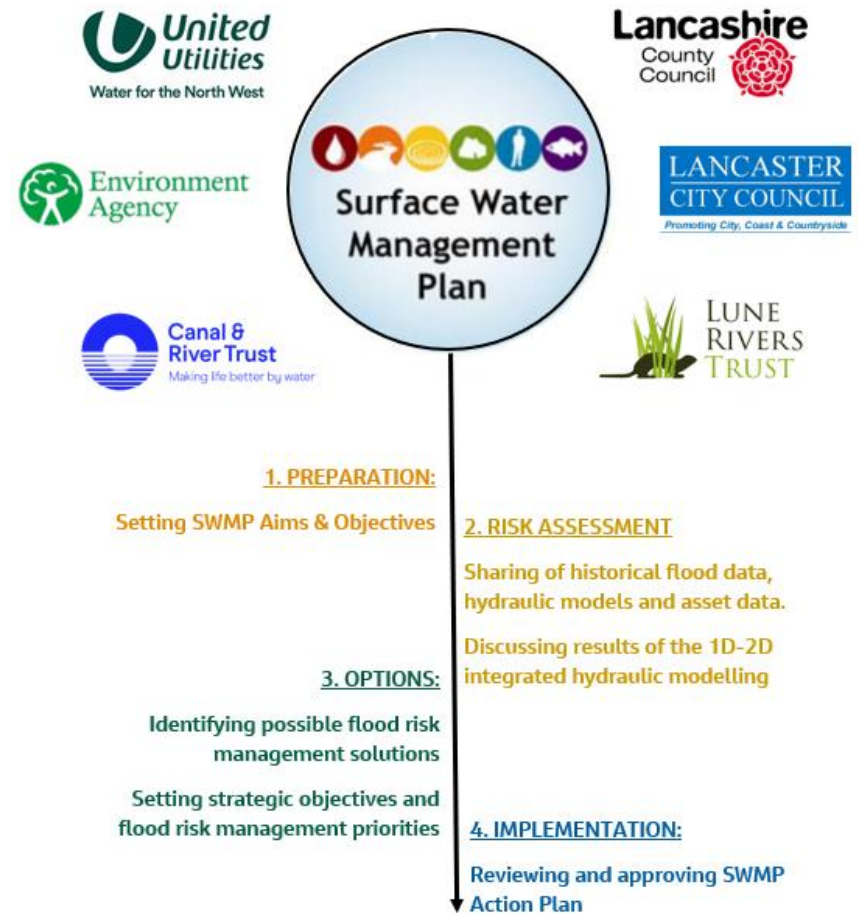 United
Utilities
Water for the North West
Lancashire
County
Council
Environment
Agency
Surface Water
Management
Plan
LANCASTER
CITY COUNCIL
Promoting City, Coast & Countryside
Canal &
River Trust
Making life better by water
LUNE
RIVERS
TRUST
1. PREPARATION:
Setting SWMP Aims & Objectives
2. RISK ASSESSMENT
Sharing of historical flood data,
hydraulic models and asset data.
Discussing results of the 1D-2D
integrated hydraulic modelling
3. OPTIONS:
Identifying possible flood risk
management solutions
Setting strategic objectives and
flood risk management priorities
4. IMPLEMENTATION:
Reviewing and approving SWMP
Action Plan